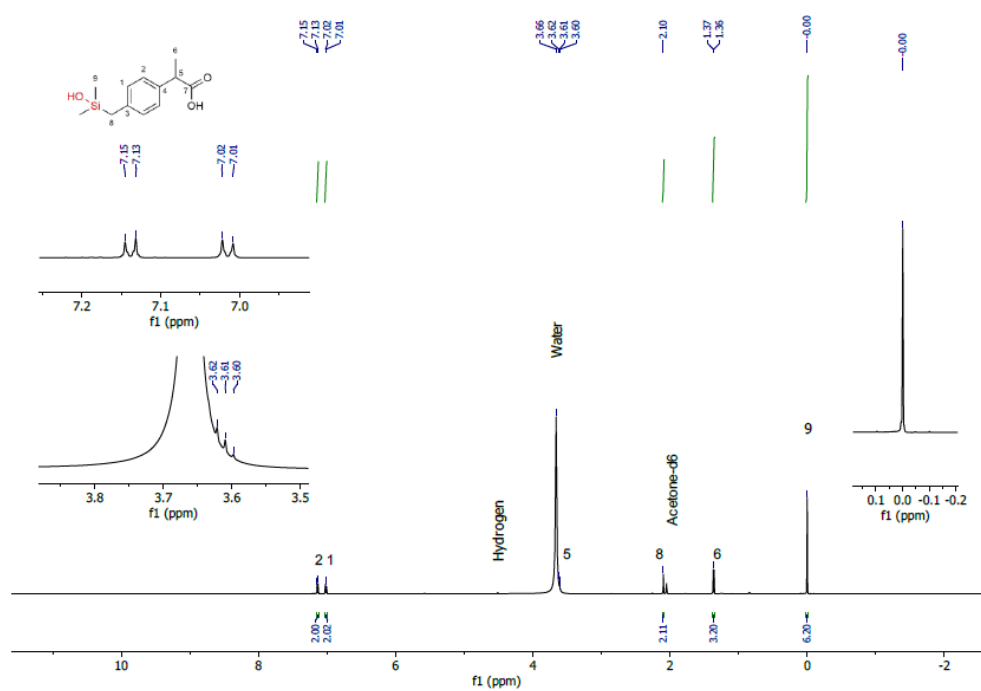 7.15
7.13
7.02
7.01
3.66
3.62
3.61
3.60
2.10
1.37
1.36
-0.00
-0.00
6
9
2
5
O
HO
1
4
7
Si
OH
3
8
7.15
7.13
7.02
7.01
7.2 7.1 7.0
f1 (ppm)
3.62
3.61
3.60
3.8 3.7 3.6 3.5
f1 (ppm)
Water
9
Acetone-d6
Hydrogen
0.1 0.0 -0.1 -0.2
f1 (ppm)
2 1
5
8
6
2.00
2.02
2.11
3.20
6.20
10 8 6 4 2 0 -2
f1 (ppm)